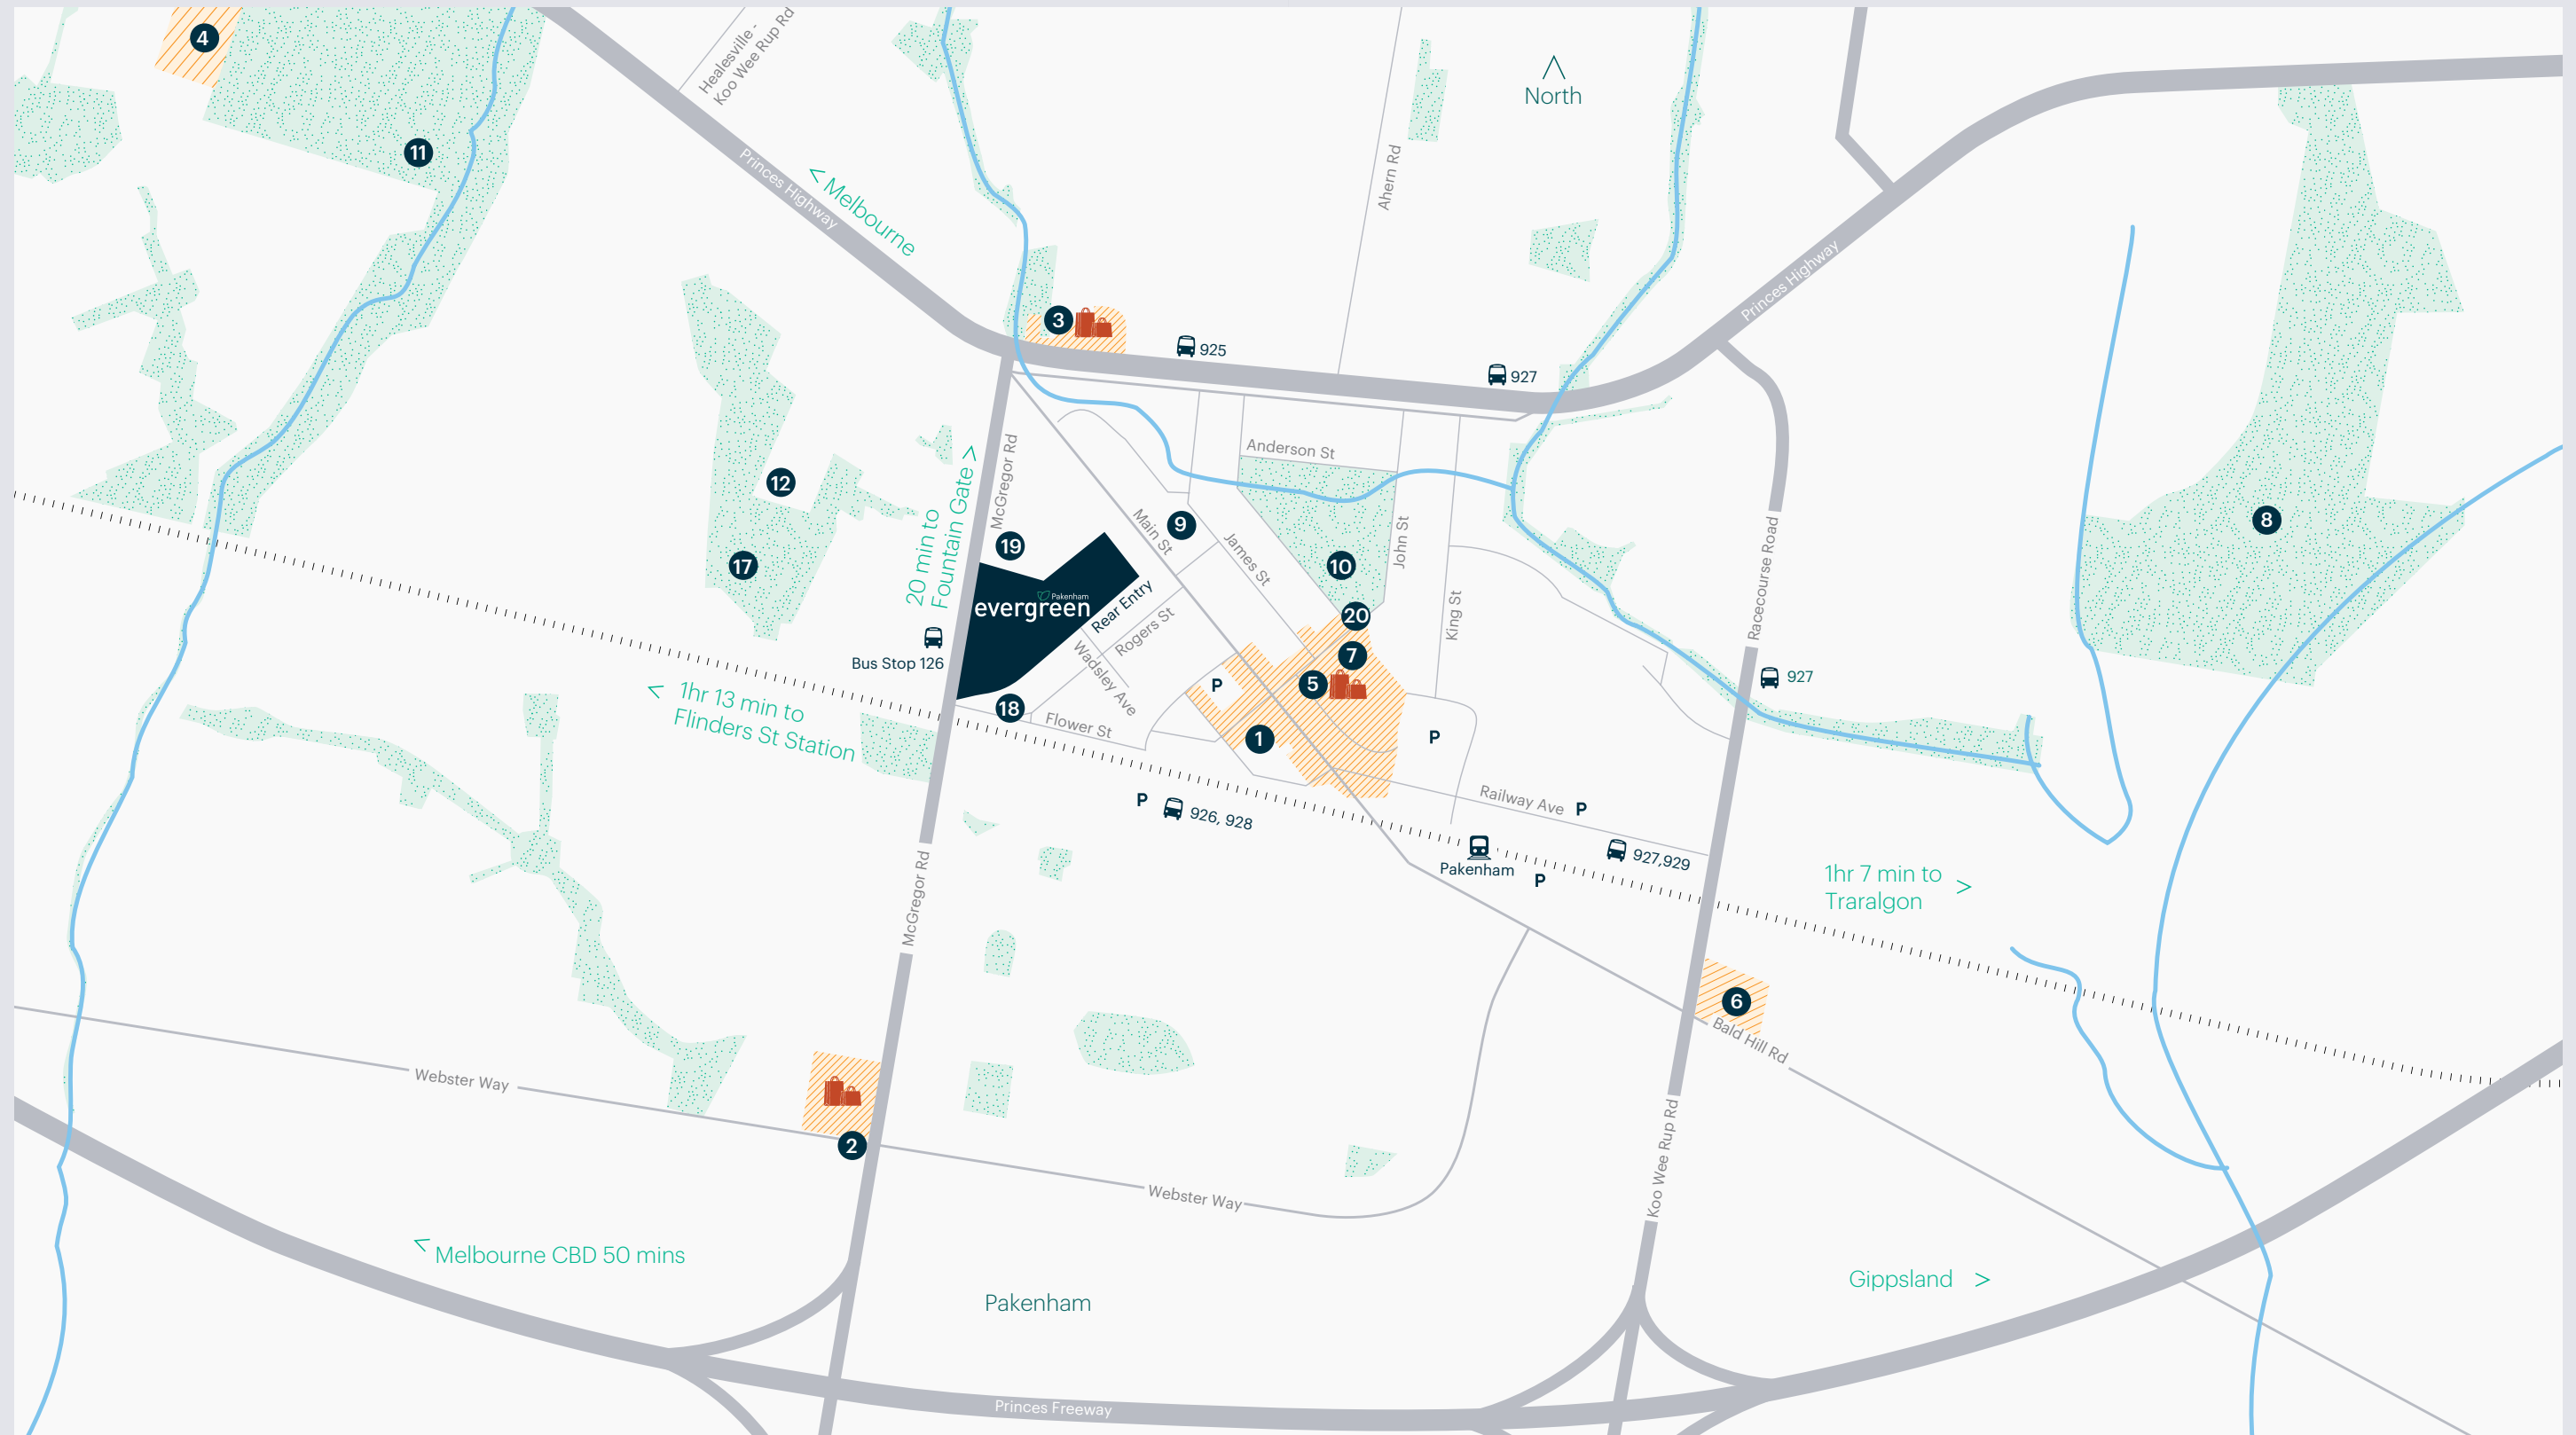 4
Healesville -
Koo Wee Rup Rd
North
11
Princes Highway
< Melbourne
Ahern Rd
Princes Highway
3
925
927
McGregor Rd
Anderson St
12
9
Main St
James St
John St
8
20 min to
Fountain Gate >
19
17
10
Racecourse Road
Pakenham
evergreen
Rear Entry
Rogers St
King St
20
Bus Stop 126
Wadsley Ave
7
5
P
927
< 1hr 13 min to
Flinders St Station
18
Flower St
1
P
P
926, 928
Railway Ave
P
Pakenham
P
927,929
McGregor Rd
1hr 7 min to
Traralgon
>
6
Bald Hill Rd
Webster Way
2
Koo Wee Rup Rd
Webster Way
< Melbourne CBD 50 mins
Gippsland >
Pakenham
Princes Freeway